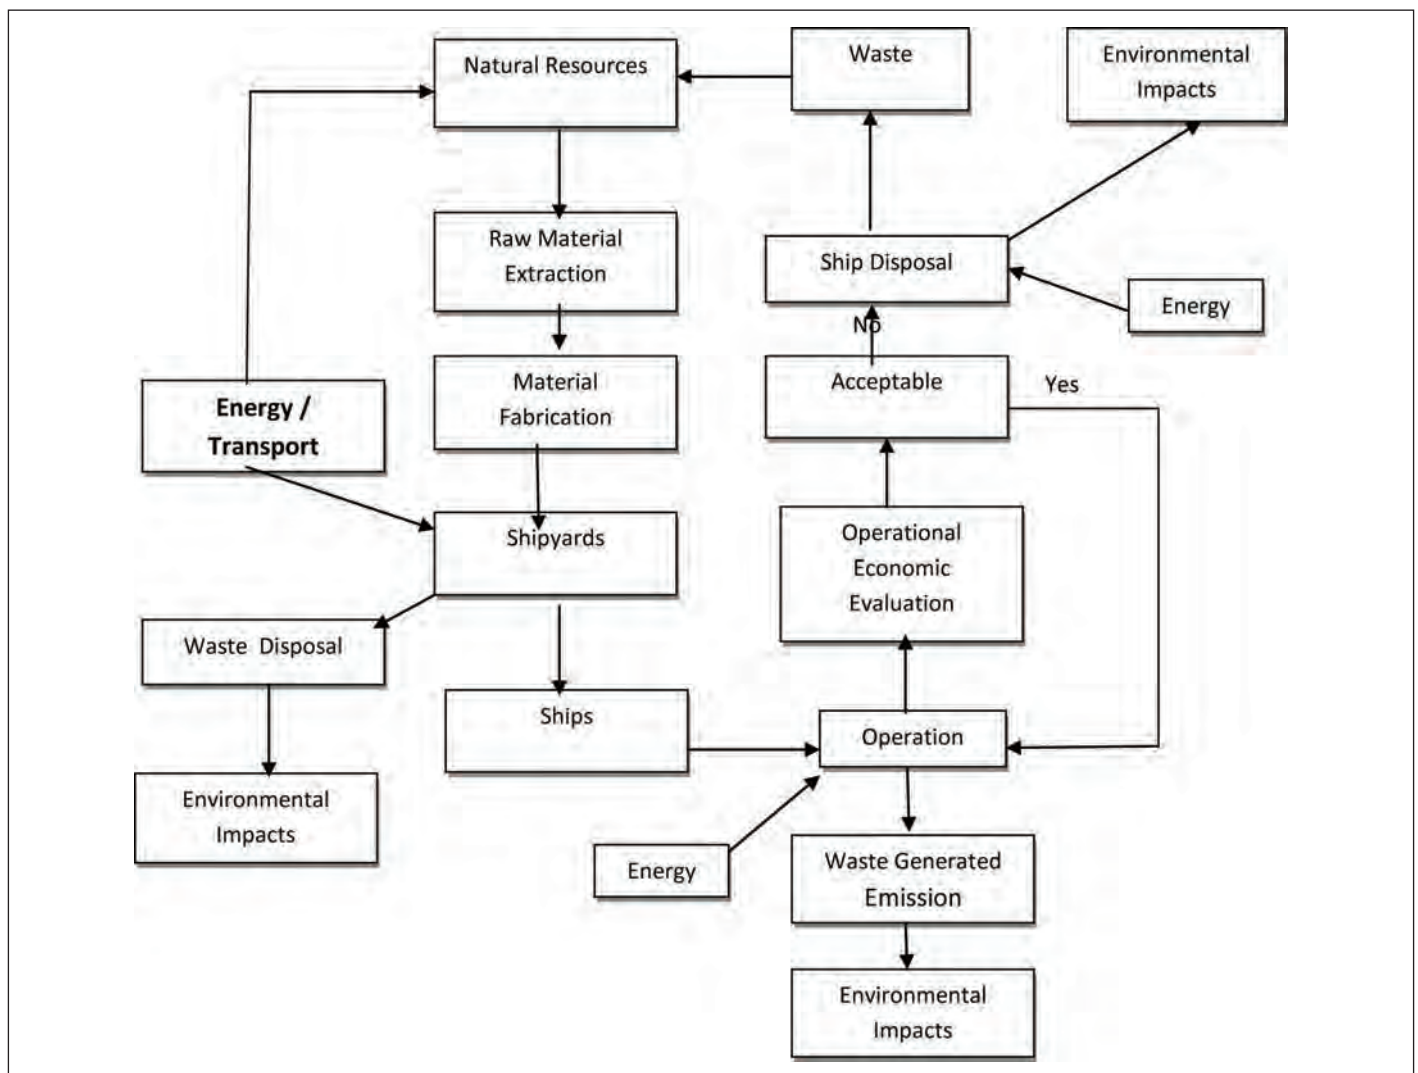 Natural Resources
Waste
Environmental
Impacts
Raw Material
Extraction
Ship Disposal
Energy
No
Material
Fabrication
Acceptable
Yes
Energy /
Transport
Shipyards
Operational
Economic
Evaluation
Waste Disposal
Ships
Operation
Environmental
Impacts
Energy
Waste Generated
Emission
Environmental
Impacts